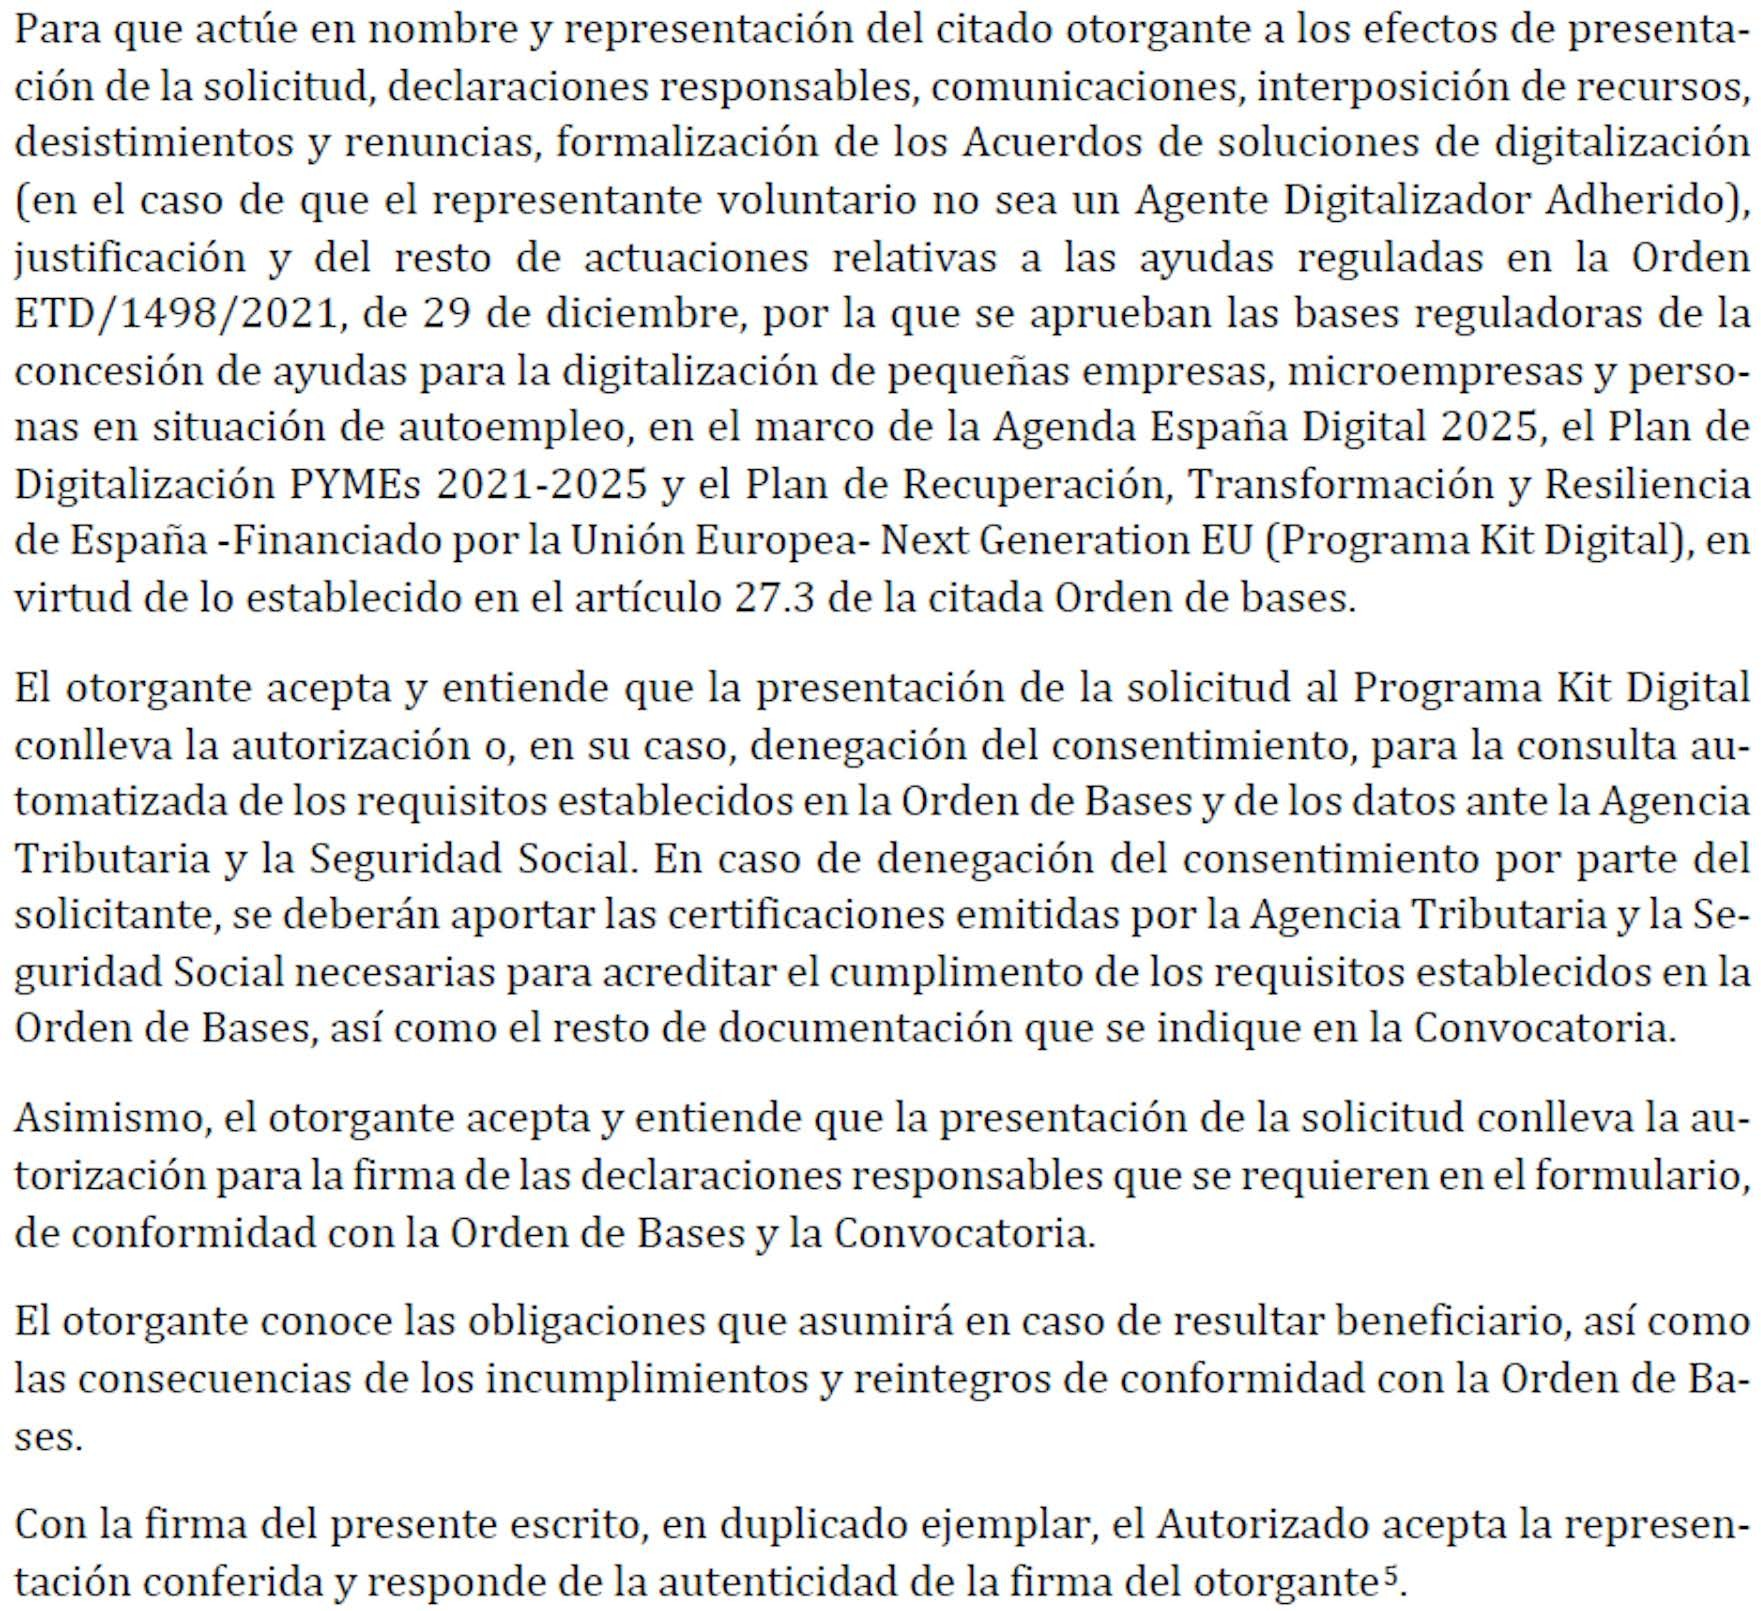 Para que actúe en nombre y representación del citado otorgante a los efectos de presenta-
ción de la solicitud, declaraciones responsables, comunicaciones, interposición de recursos,
desistimientos y renuncias, formalización de los Acuerdos de soluciones de digitalización
(en el caso de que el representante voluntario no sea un Agente Digitalizador Adherido),
justificación y del resto de actuaciones relativas a las ayudas reguladas en la Orden
ETD/1498/2021, de 29 de diciembre, por la que se aprueban las bases reguladoras de la
concesión de ayudas para la digitalización de pequeñas empresas, microempresas y perso-
nas en situación de autoempleo, en el marco de la Agenda España Digital 2025, el Plan de
Digitalización PYMEs 2021-2025 y el Plan de Recuperación, Transformación y Resiliencia
de España -Financiado por la Unión Europea- Next Generation EU (Programa Kit Digital), en
virtud de lo establecido en el artículo 27.3 de la citada Orden de bases.
El otorgante acepta y entiende que la presentación de la solicitud al Programa Kit Digital
conlleva la autorización o, en su caso, denegación del consentimiento, para la consulta au-
tomatizada de los requisitos establecidos en la Orden de Bases y de los datos ante la Agencia
Tributaria y la Seguridad Social. En caso de denegación del consentimiento por parte del
solicitante, se deberán aportar las certificaciones emitidas por la Agencia Tributaria y la Se-
guridad Social necesarias para acreditar el cumplimento de los requisitos establecidos en la
Orden de Bases, así como el resto de documentación que se indique en la Convocatoria.
Asimismo, el otorgante acepta y entiende que la presentación de la solicitud conlleva la au-
torización para la firma de las declaraciones responsables que se requieren en el formulario,
de conformidad con la Orden de Bases y la Convocatoria.
El otorgante conoce las obligaciones que asumirá en caso de resultar beneficiario, así como
las consecuencias de los incumplimientos y reintegros de conformidad con la Orden de Ba-
ses.
Con la firma del presente escrito, en duplicado ejemplar, el Autorizado acepta la represen-
tación conferida y responde de la autenticidad de la firma del otorgante⁵.